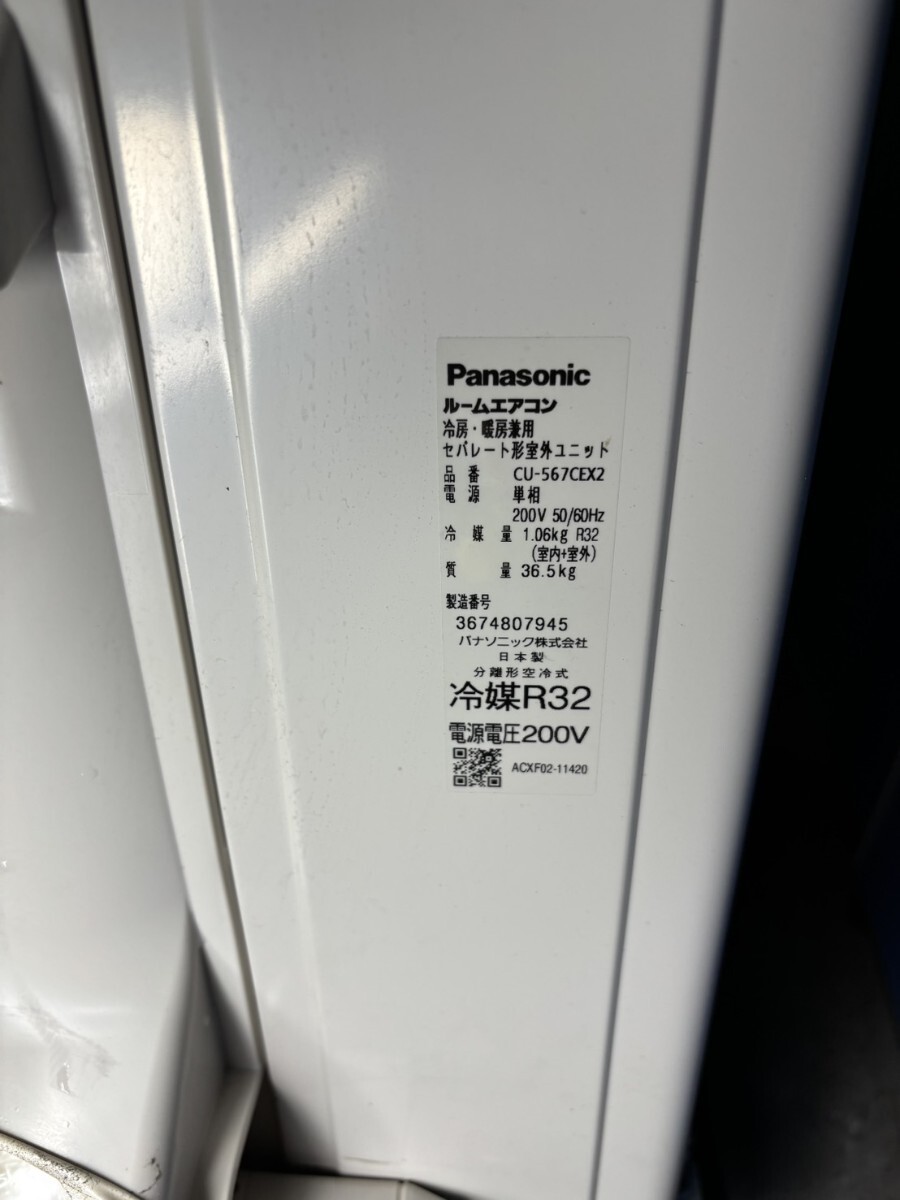 Panasonic
ルームエアコン
冷房・暖房兼用
セパレート形室外ユニット
品番 CU-567CEX2
電源 単相
200V 50/60Hz
冷媒量 1.06kg R32
(室内+室外)
質量 36.5kg
製造番号
3674807945
パナソニック株式会社
日本製
分離形空冷式
冷媒R32
電源電圧200V
ACXF02-11420